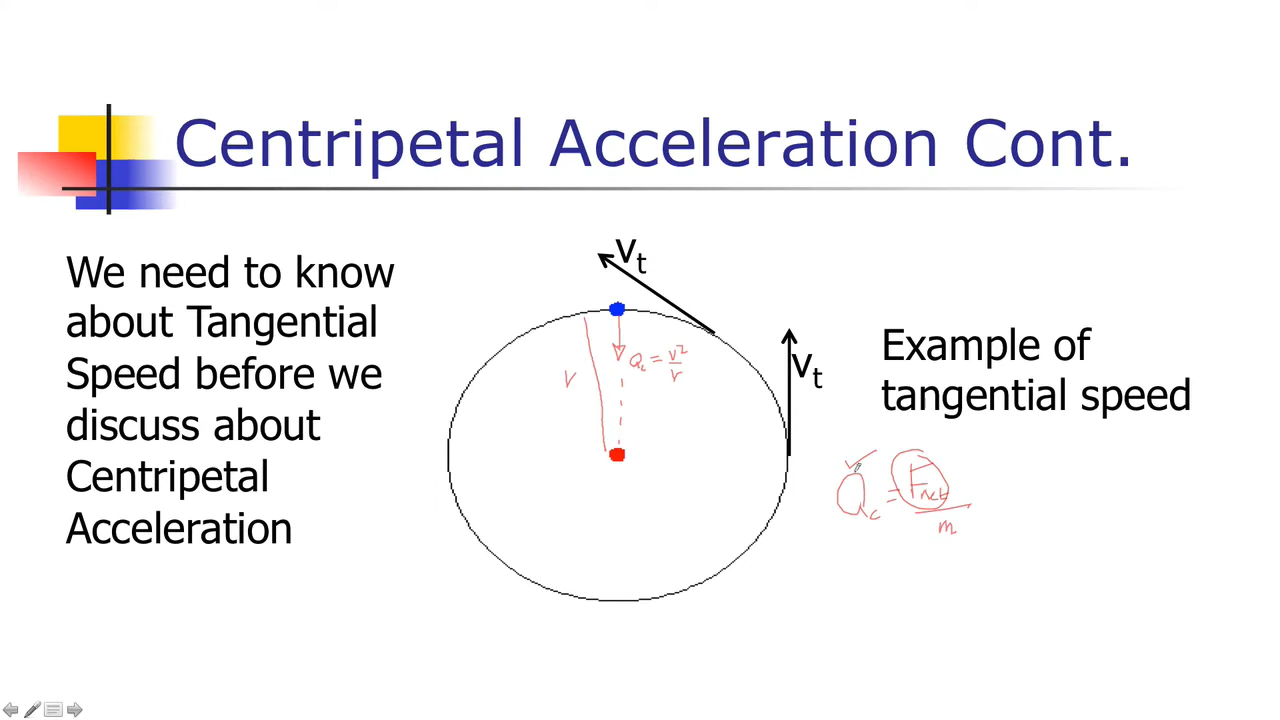 Centripetal Acceleration Cont.
We need to know
about Tangential
Speed before we
discuss about
Centripetal
Acceleration
vt
r
ac = v²/r
vt
Example of
tangential speed
ac = Fnet/m